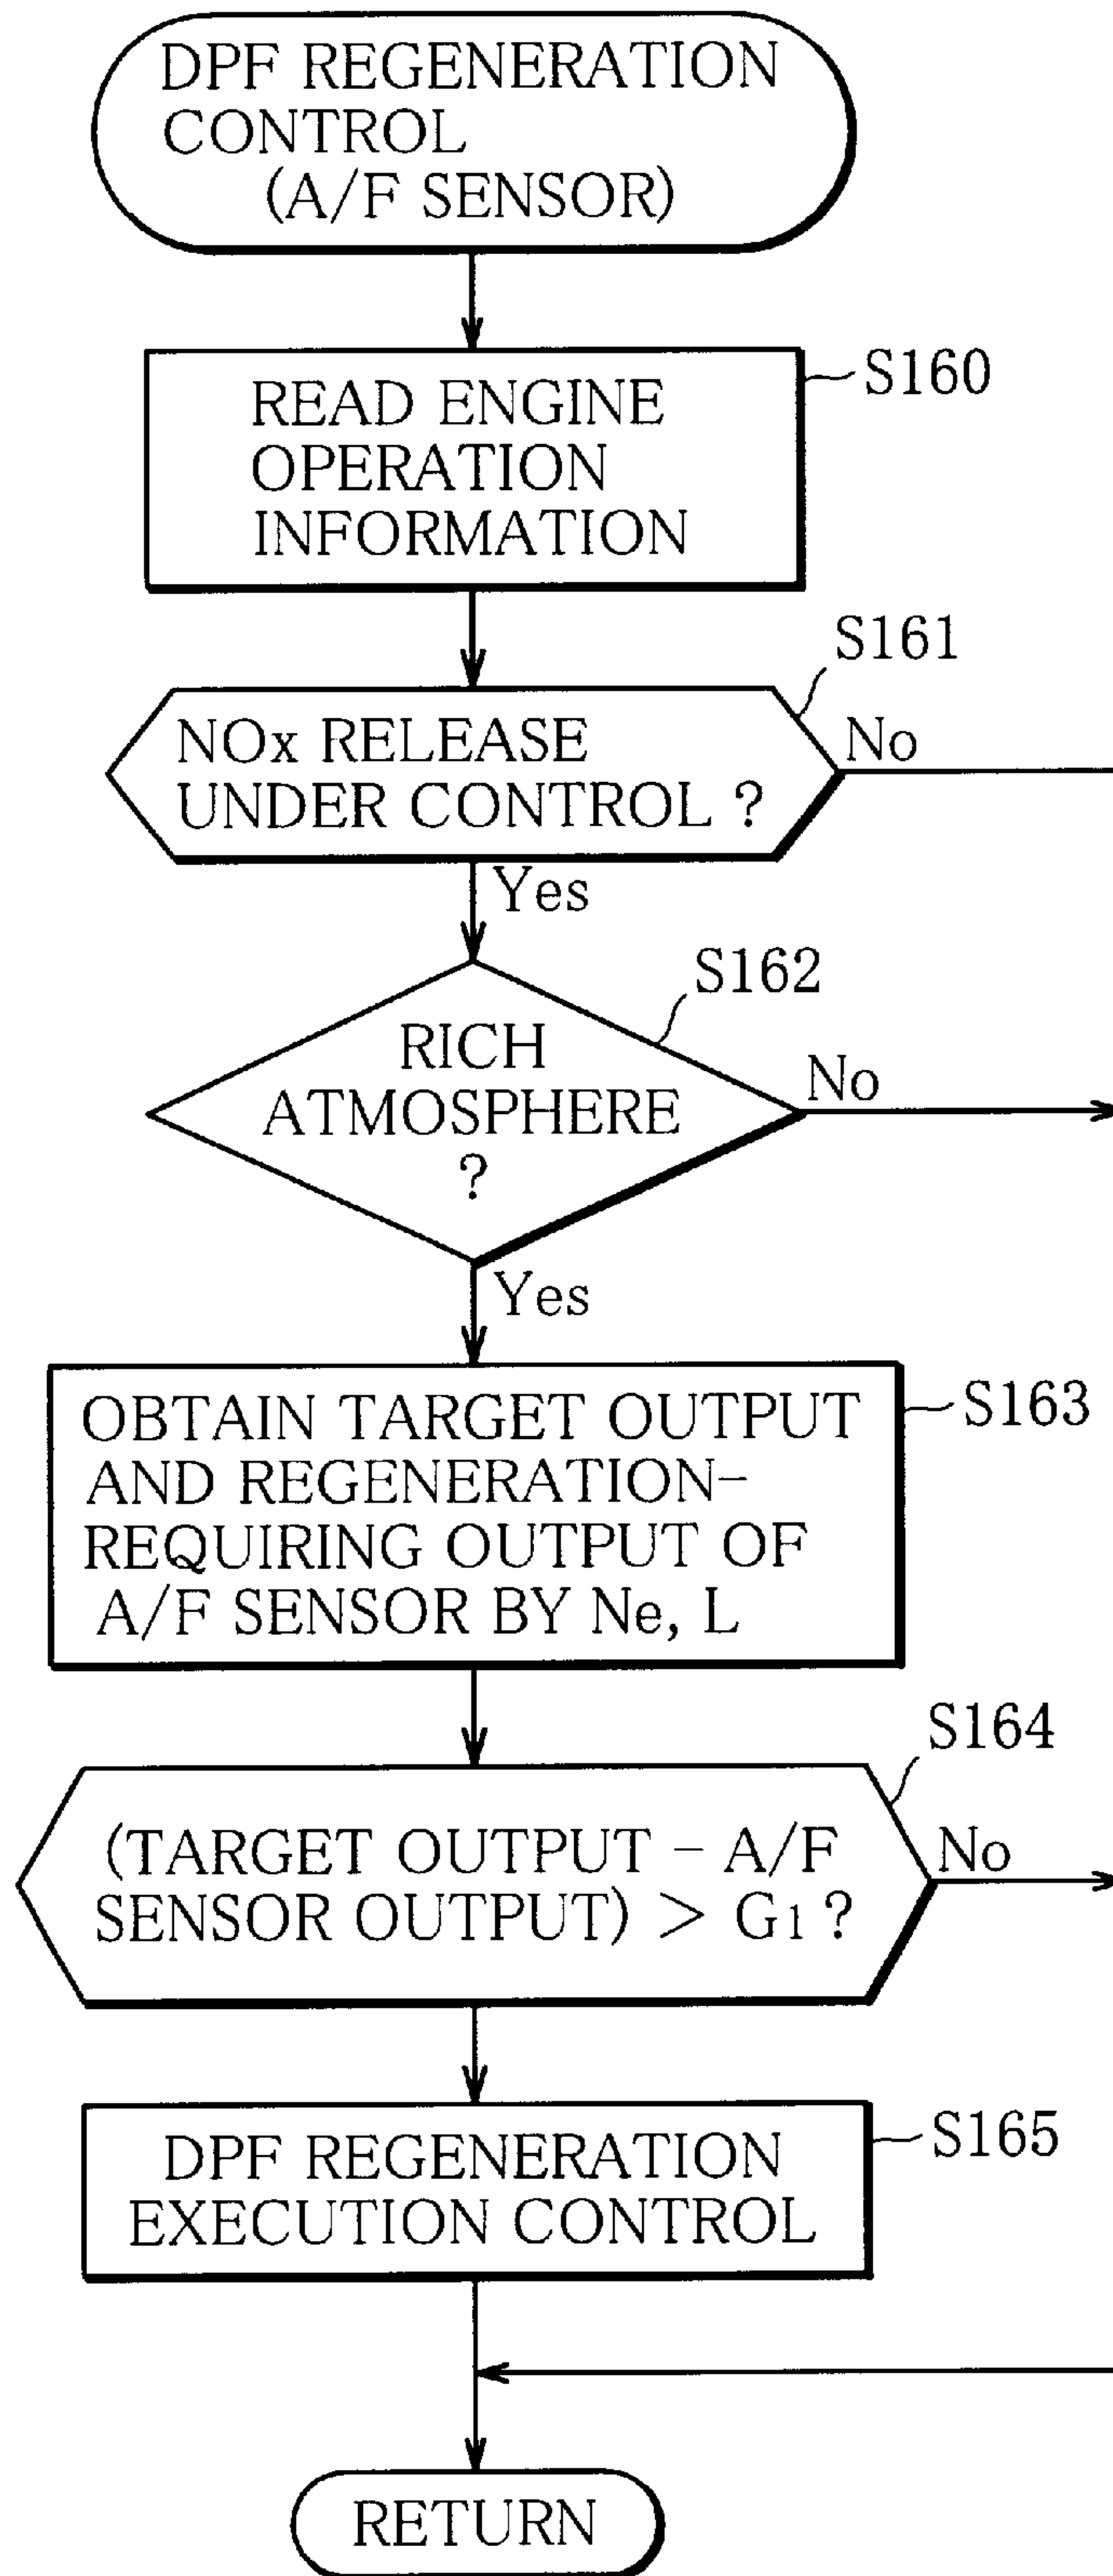 DPF REGENERATION
CONTROL
(A/F SENSOR)
READ ENGINE
OPERATION
INFORMATION
S160
S161
NOx RELEASE
UNDER CONTROL ?
No
Yes
S162
RICH
ATMOSPHERE
?
No
Yes
OBTAIN TARGET OUTPUT
AND REGENERATION-
REQUIRING OUTPUT OF
A/F SENSOR BY Ne, L
S163
S164
(TARGET OUTPUT – A/F
SENSOR OUTPUT) > G1 ?
No
DPF REGENERATION
EXECUTION CONTROL
S165
RETURN